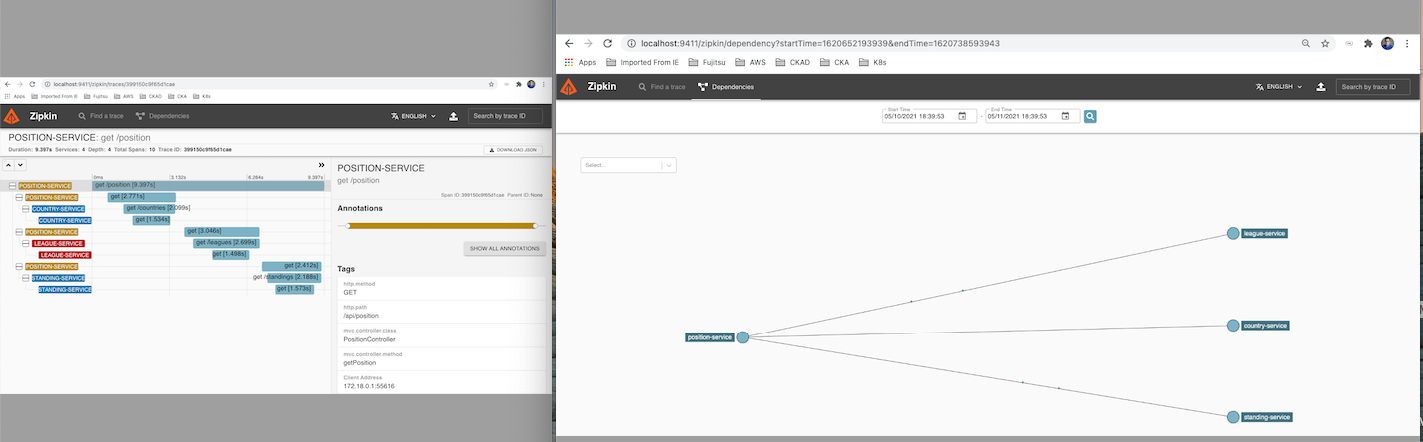 localhost:9411/zipkin/traces/399150c9f65d1cae
Apps Imported From IE Fujitsu AWS CKAD CKA K8s
Zipkin Find a trace Dependencies ENGLISH Search by trace ID
POSITION-SERVICE: get /position
Duration: 9.397s Services: 4 Depth: 4 Total Spans: 10 Trace ID: 399150c9f65d1cae DOWNLOAD JSON
0ms 3.132s 6.264s 9.397s
POSITION-SERVICE get /position [9.397s]
POSITION-SERVICE get [2.771s]
COUNTRY-SERVICE get /countries [2.099s]
COUNTRY-SERVICE get [1.534s]
POSITION-SERVICE get [3.046s]
LEAGUE-SERVICE get /leagues [2.699s]
LEAGUE-SERVICE get [1.498s]
POSITION-SERVICE get [2.412s]
STANDING-SERVICE get /standings [2.188s]
STANDING-SERVICE get [1.573s]
POSITION-SERVICE
get /position
Span ID: 399150c9f65d1cae Parent ID: None
Annotations
SHOW ALL ANNOTATIONS
Tags
http.method
GET
http.path
/api/position
mvc.controller.class
PositionController
mvc.controller.method
getPosition
Client Address
172.18.0.1:55616
localhost:9411/zipkin/dependency?startTime=1620652193939&endTime=1620738593943
Apps Imported From IE Fujitsu AWS CKAD CKA K8s
Zipkin Find a trace Dependencies ENGLISH Search by trace ID
Start Time End Time
05/10/2021 18:39:53 - 05/11/2021 18:39:53
Select...
league-service
country-service
position-service
standing-service